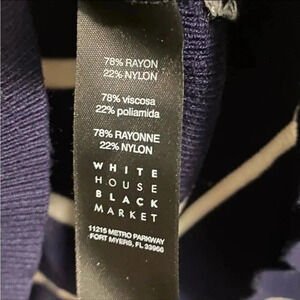 78% RAYON
22% NYLON
78% viscosa
22% poliamida
78% RAYONNE
22% NYLON
WHITE
HOUSE
BLACK
MARKET
11215 METRO PARKWAY
FORT MYERS, FL 33966